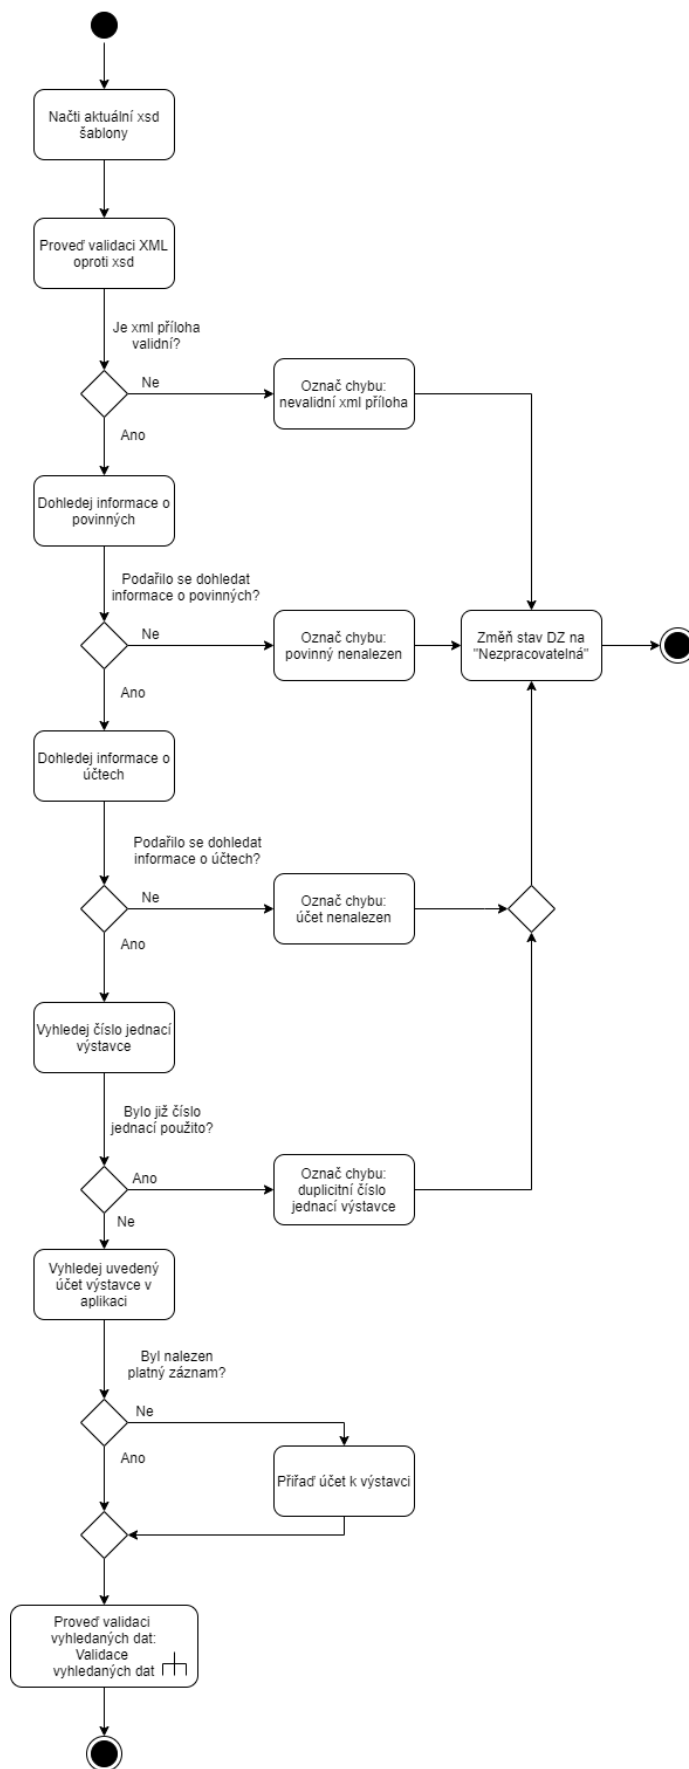 Načti aktuální xsd
šablony
Proveď validaci XML
oproti xsd
Je xml příloha
validní?
Ne
Označ chybu:
nevalidní xml příloha
Ano
Dohledej informace o
povinných
Podařilo se dohledat
informace o povinných?
Ne
Označ chybu:
povinný nenalezen
Změň stav DZ na
"Nezpracovatelná"
Ano
Dohledej informace o
účtech
Podařilo se dohledat
informace o účtech?
Ne
Označ chybu:
účet nenalezen
Ano
Vyhledej číslo jednací
výstavce
Bylo již číslo
jednací použito?
Ano
Označ chybu:
duplicitní číslo
jednací výstavce
Ne
Vyhledej uvedený
účet výstavce v
aplikaci
Byl nalezen
platný záznam?
Ne
Ano
Přiřaď účet k výstavci
Proveď validaci
vyhledaných dat:
Validace
vyhledaných dat